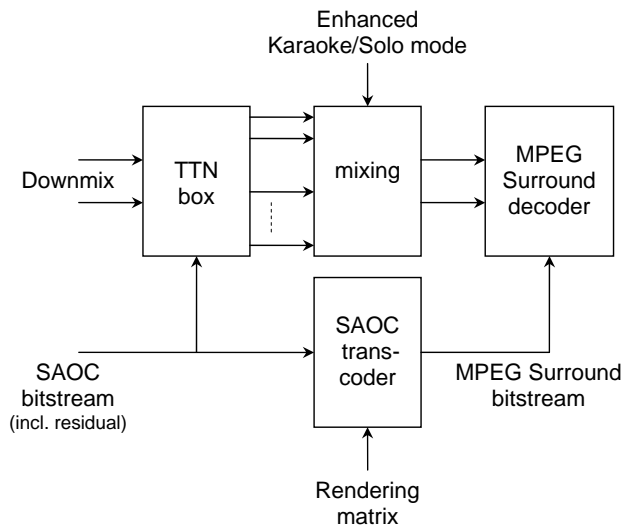 Enhanced
Karaoke/Solo mode
Downmix
TTN
box
mixing
MPEG
Surround
decoder
SAOC
bitstream
(incl. residual)
SAOC
trans-
coder
MPEG Surround
bitstream
Rendering
matrix